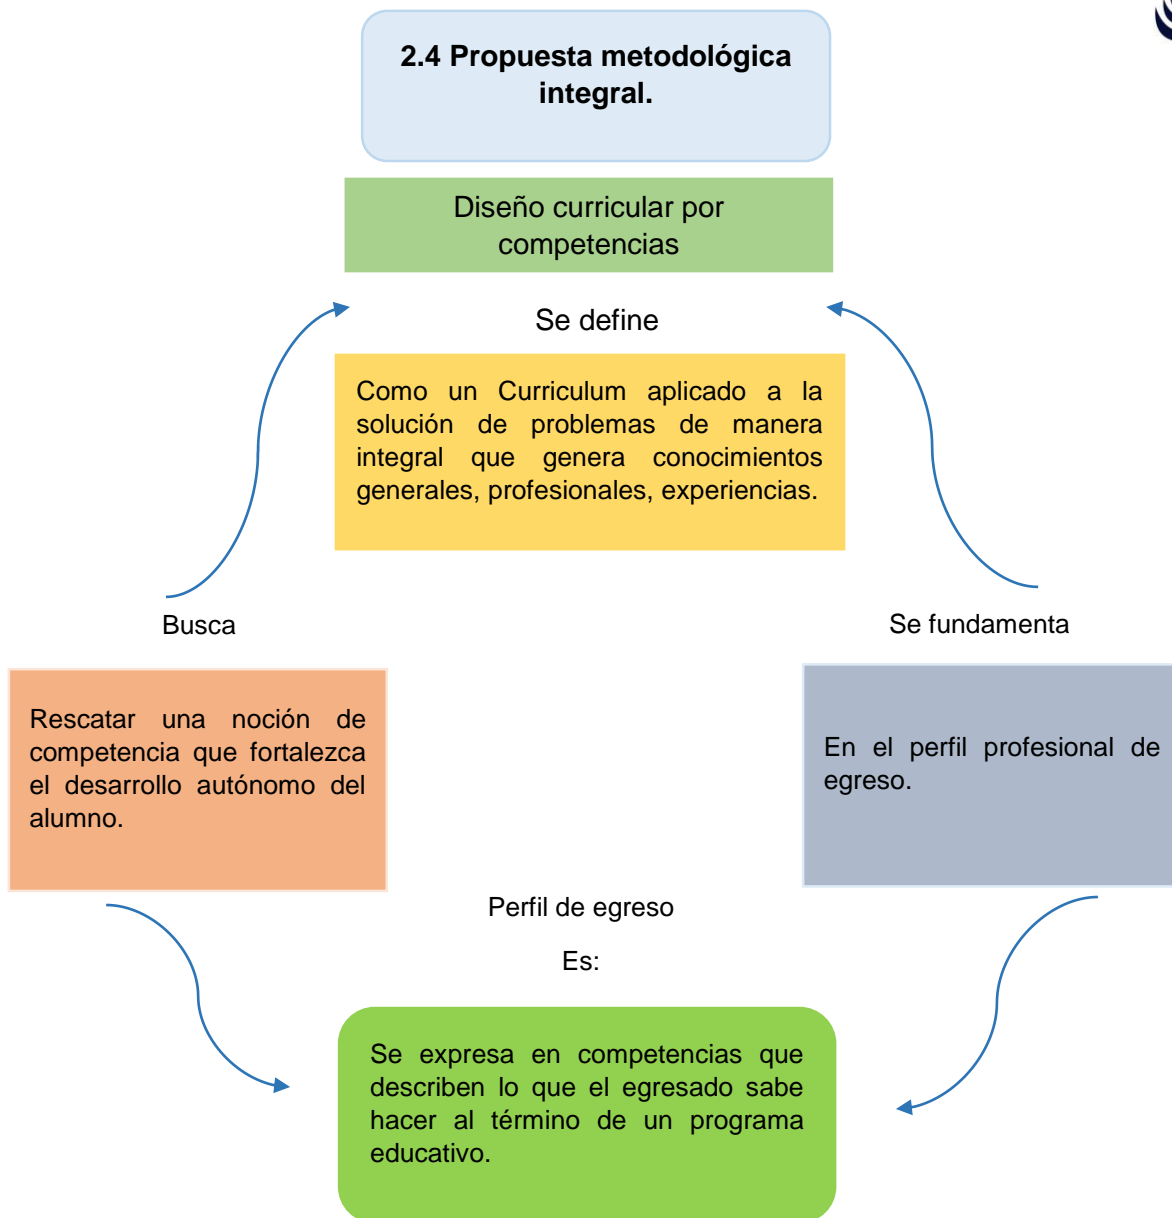 2.4 Propuesta metodológica
integral.
Diseño curricular por
competencias
Se define
Como un Curriculum aplicado a la
solución de problemas de manera
integral que genera conocimientos
generales, profesionales, experiencias.
Busca
Se fundamenta
Rescatar una noción de
competencia que fortalezca
el desarrollo autónomo del
alumno.
En el perfil profesional de
egreso.
Perfil de egreso
Es:
Se expresa en competencias que
describen lo que el egresado sabe
hacer al término de un programa
educativo.